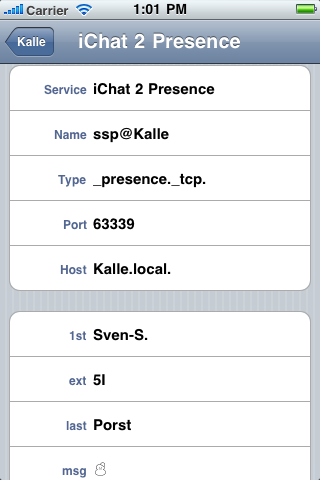 Carrier 1:01 PM
Kalle iChat 2 Presence
Service iChat 2 Presence
Name ssp@Kalle
Type _presence._tcp.
Port 63339
Host Kalle.local.
1st Sven-S.
ext 5I
last Porst
msg ☃